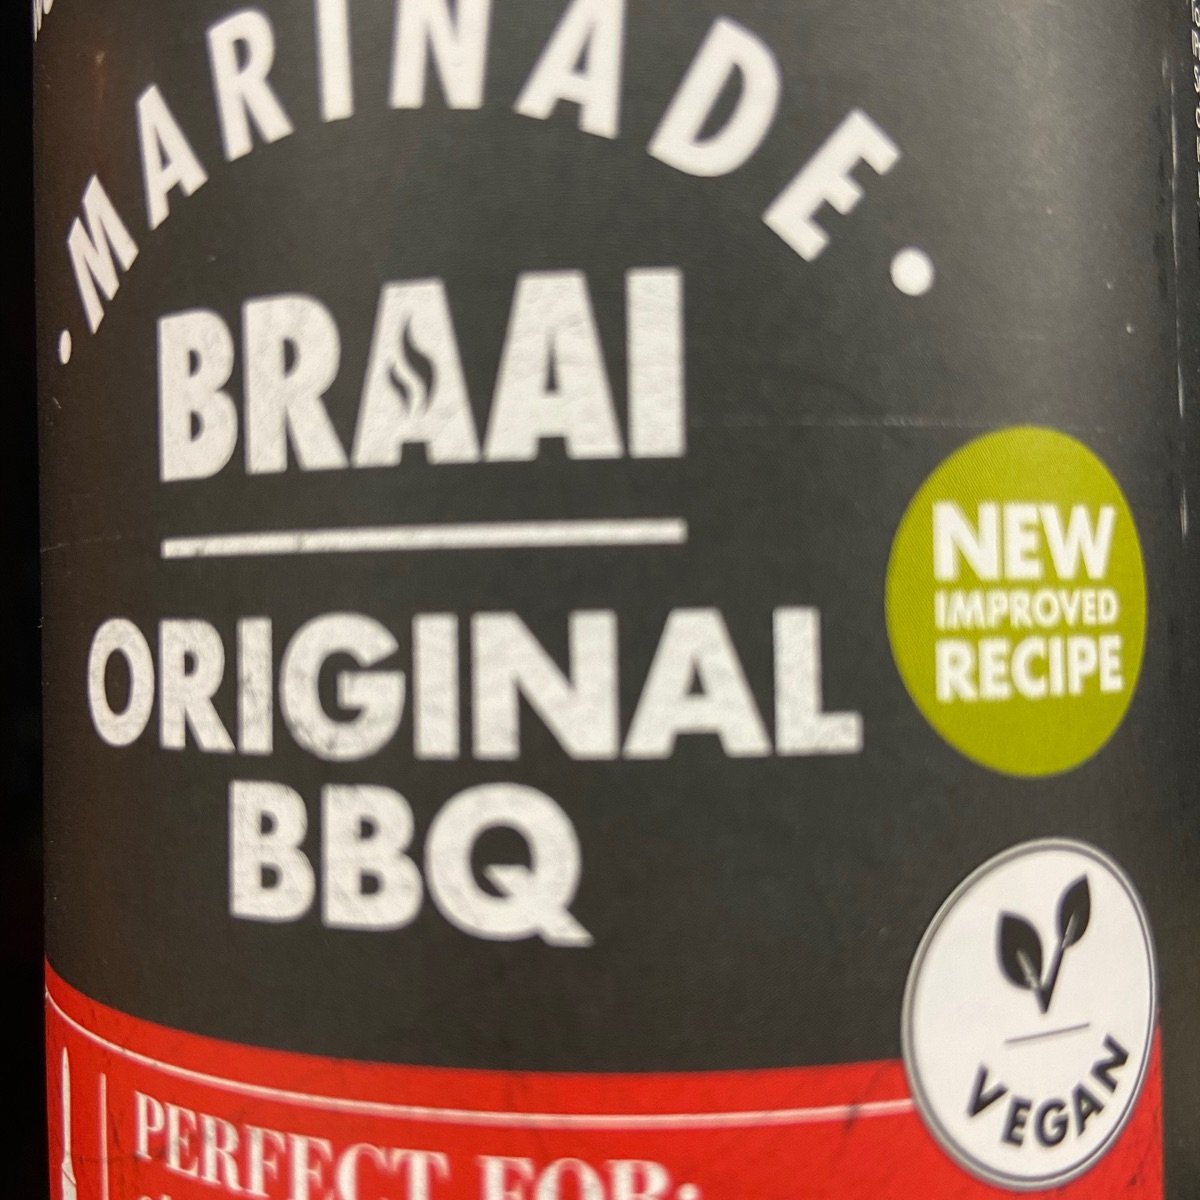 MARINADE
BRAAI
ORIGINAL
BBQ
NEW
IMPROVED
RECIPE
VEGAN
PERFECT FOR: